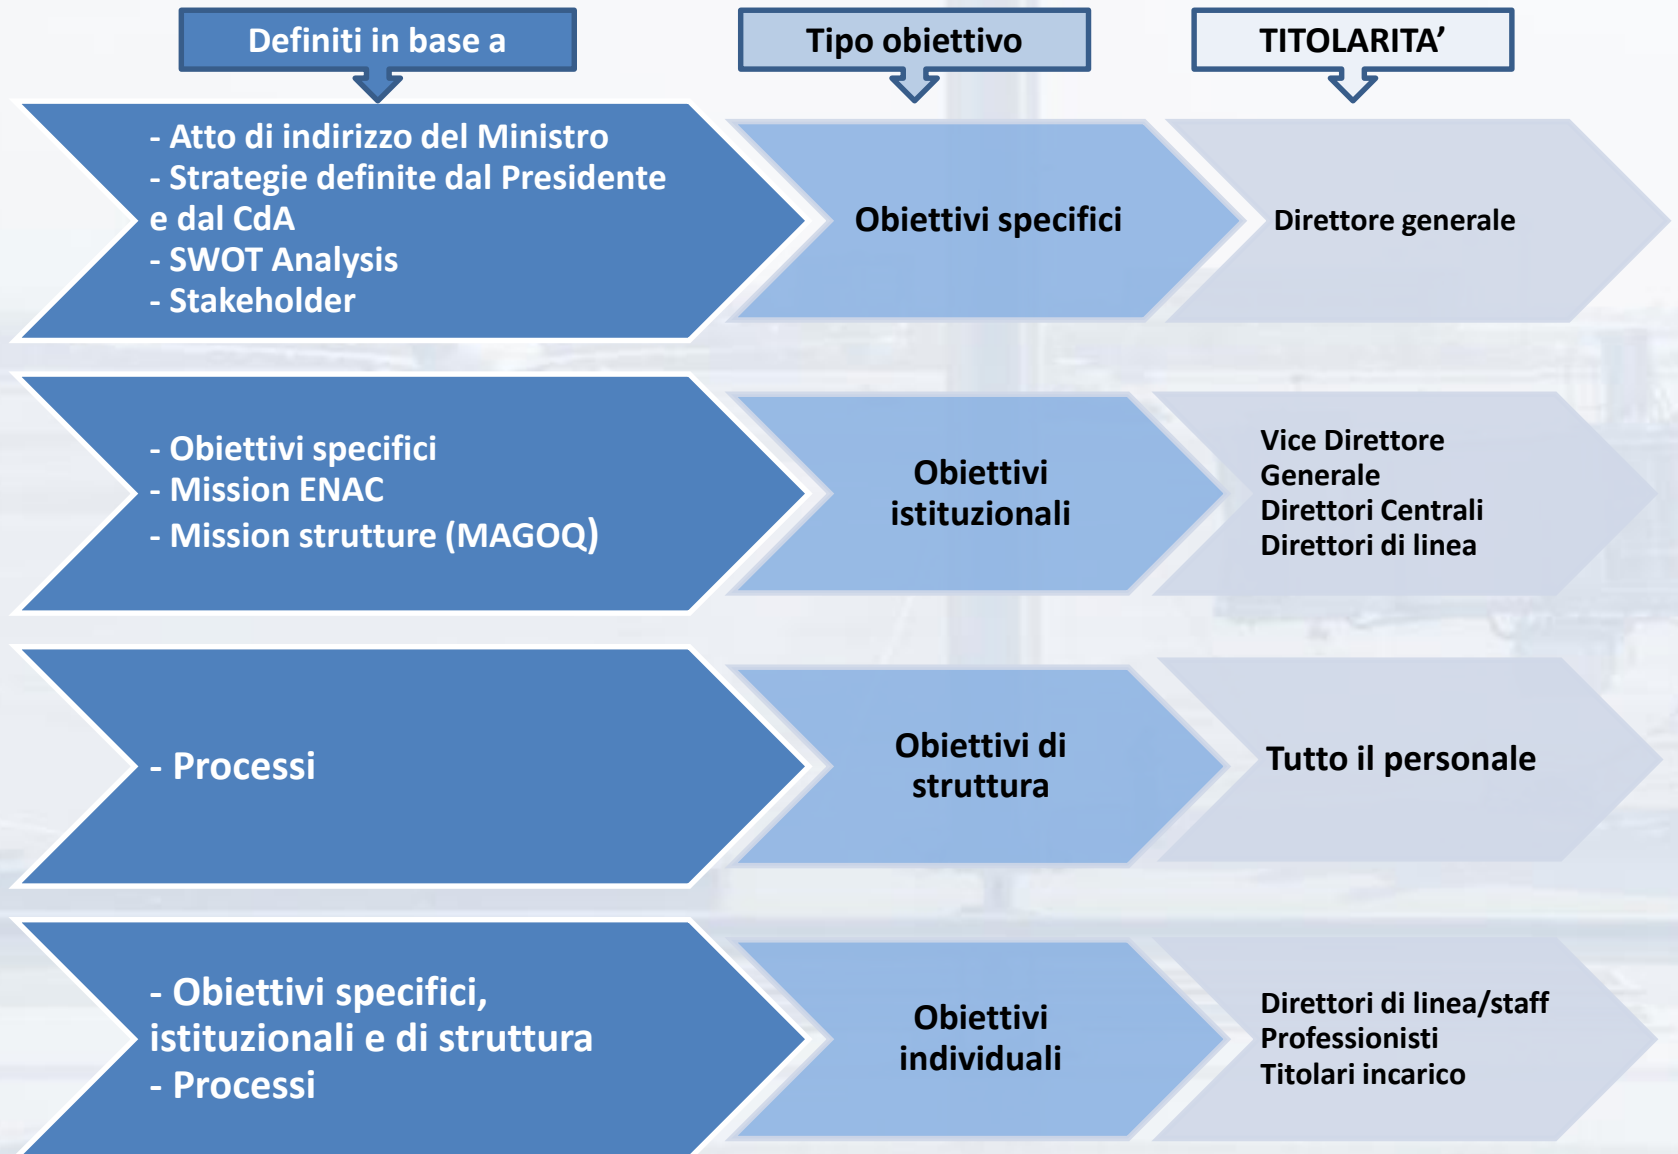 Definiti in base a
Tipo obiettivo
TITOLARITA’
- Atto di indirizzo del Ministro
- Strategie definite dal Presidente
e dal CdA
- SWOT Analysis
- Stakeholder
Obiettivi specifici
Direttore generale
- Obiettivi specifici
- Mission ENAC
- Mission strutture (MAGOQ)
Obiettivi
istituzionali
Vice Direttore
Generale
Direttori Centrali
Direttori di linea
- Processi
Obiettivi di
struttura
Tutto il personale
- Obiettivi specifici,
istituzionali e di struttura
- Processi
Obiettivi
individuali
Direttori di linea/staff
Professionisti
Titolari incarico